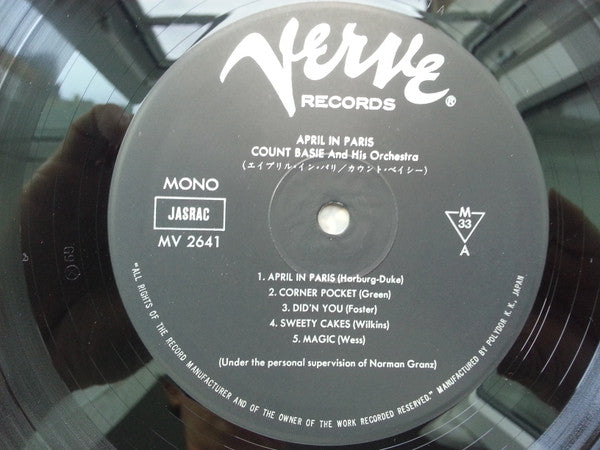 Verve®
RECORDS
APRIL IN PARIS
COUNT BASIE And His Orchestra
(エイプリル・イン・パリ／カウント・ベイシー)
MONO
JASRAC
MV 2641
M
33
A
1. APRIL IN PARIS (Harburg-Duke)
2. CORNER POCKET (Green)
3. DID'N YOU (Foster)
4. SWEETY CAKES (Wilkins)
5. MAGIC (Wess)
(Under the personal supervision of Norman Granz)
"ALL RIGHTS OF THE RECORD MANUFACTURER AND OF THE OWNER OF THE WORK RECORDED RESERVED." MANUFACTURED BY POLYDOR K. K., JAPAN